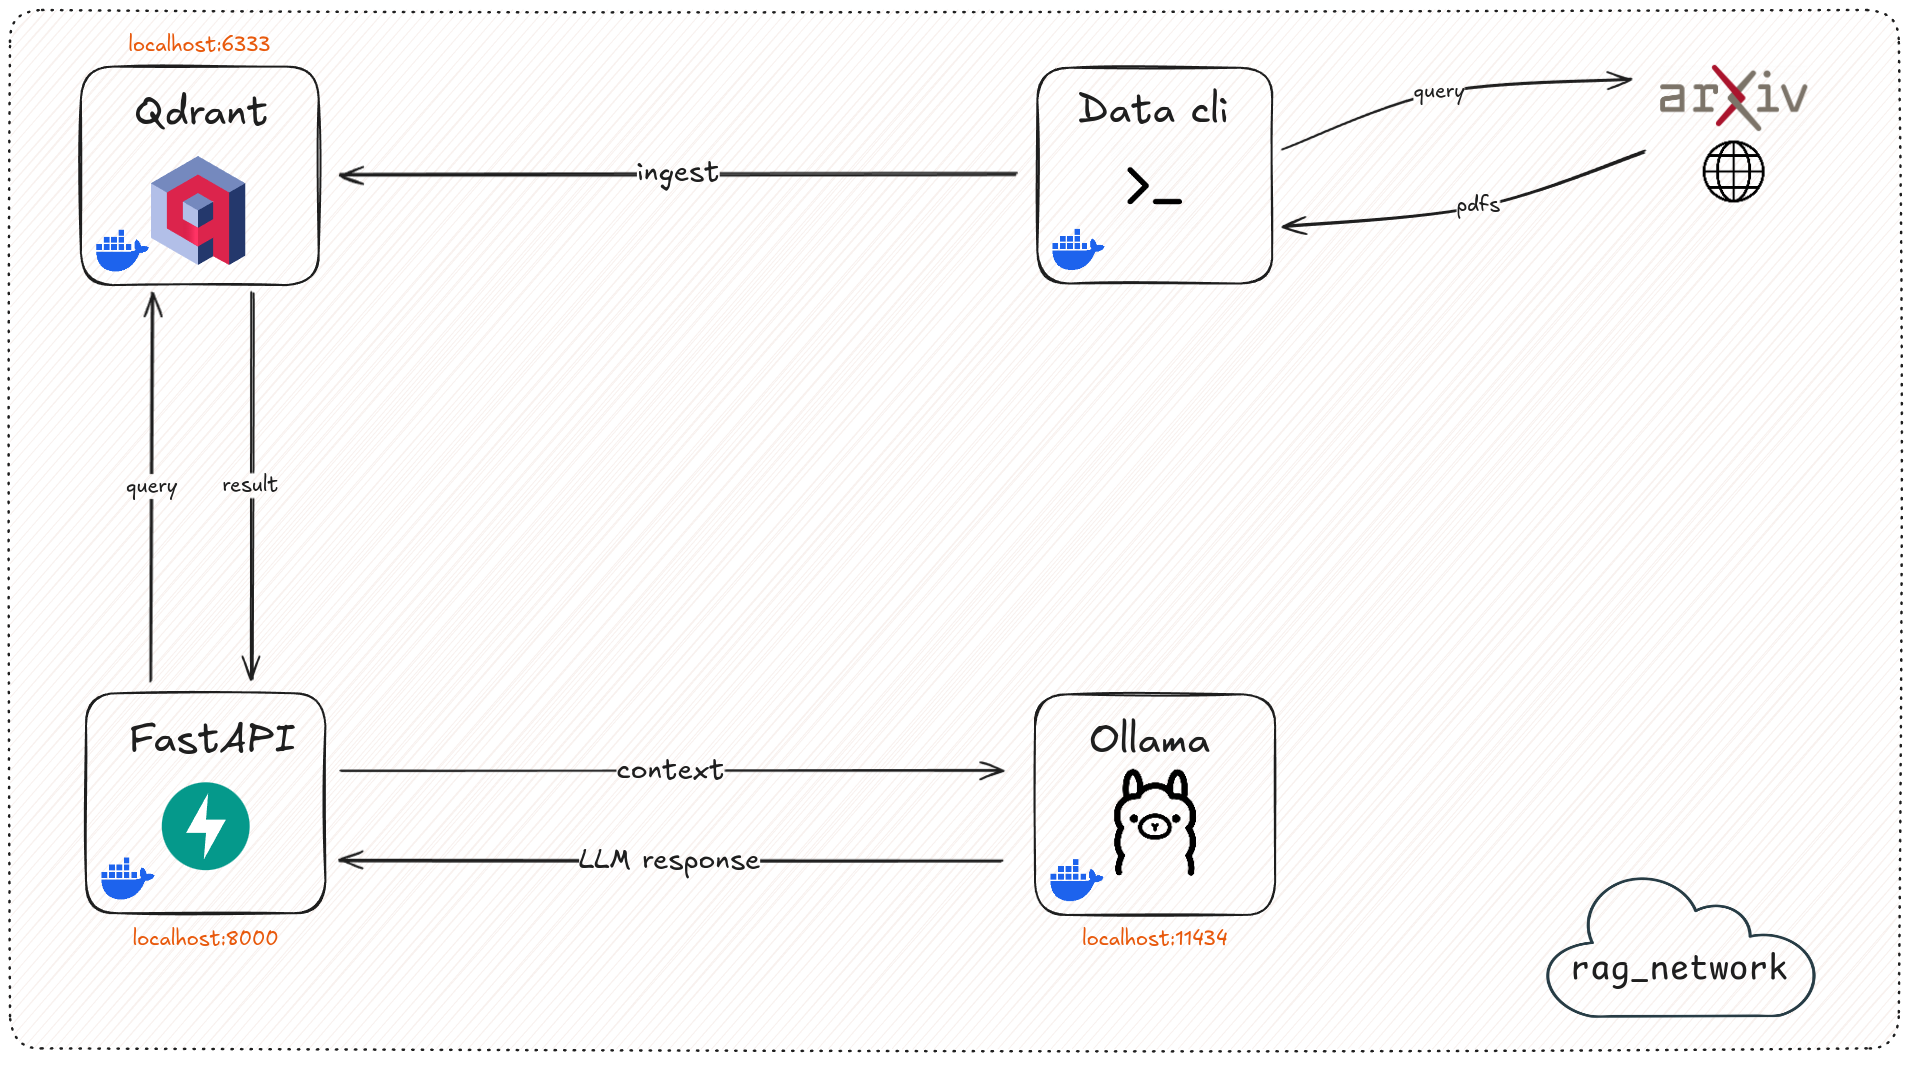 localhost:6333
Qdrant
ingest
Data cli
query
arXiv
pdfs
query
result
FastAPI
context
LLM response
localhost:8000
Ollama
localhost:11434
rag_network